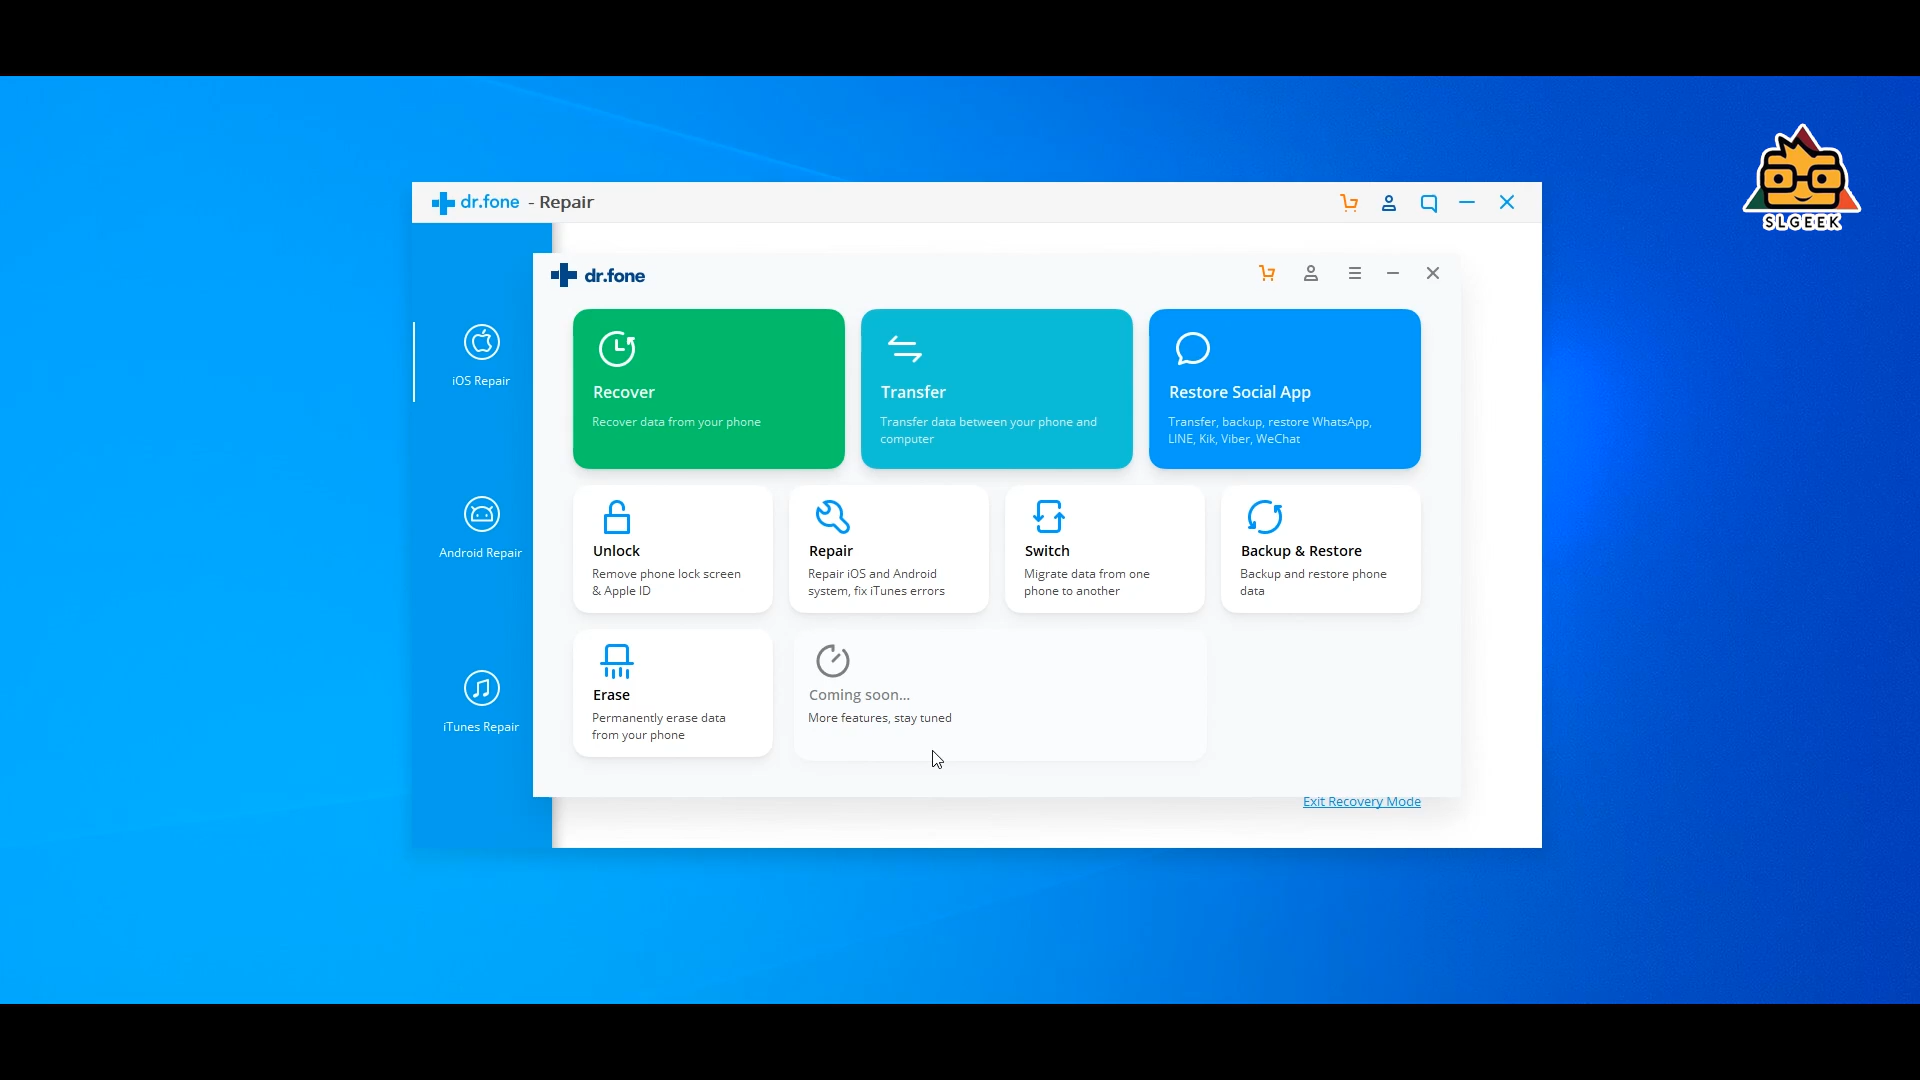 dr.fone - Repair
SLGEEK
dr.fone
iOS Repair
Android Repair
iTunes Repair
Recover
Recover data from your phone
Transfer
Transfer data between your phone and
computer
Restore Social App
Transfer, backup, restore WhatsApp,
LINE, Kik, Viber, WeChat
Unlock
Remove phone lock screen
& Apple ID
Repair
Repair iOS and Android
system, fix iTunes errors
Switch
Migrate data from one
phone to another
Backup & Restore
Backup and restore phone
data
Erase
Permanently erase data
from your phone
Coming soon...
More features, stay tuned
Exit Recovery Mode